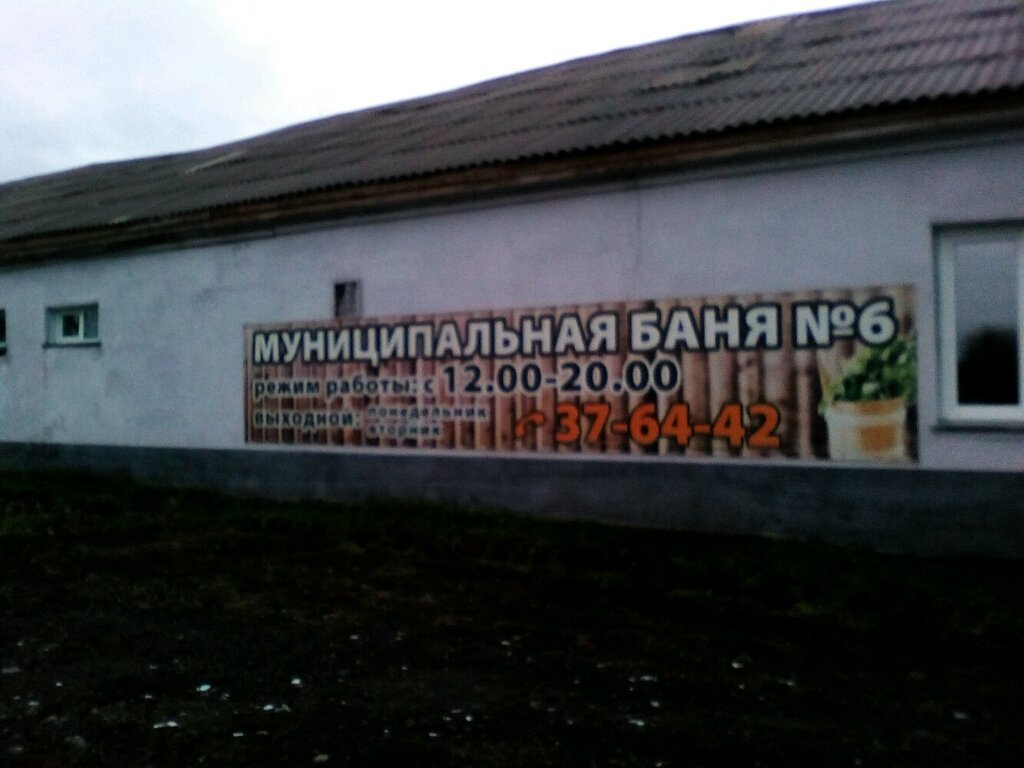 МУНИЦИПАЛЬНАЯ БАНЯ №6
режим работы: с 12.00-20.00
выходной: понедельник
вторник
37-64-42